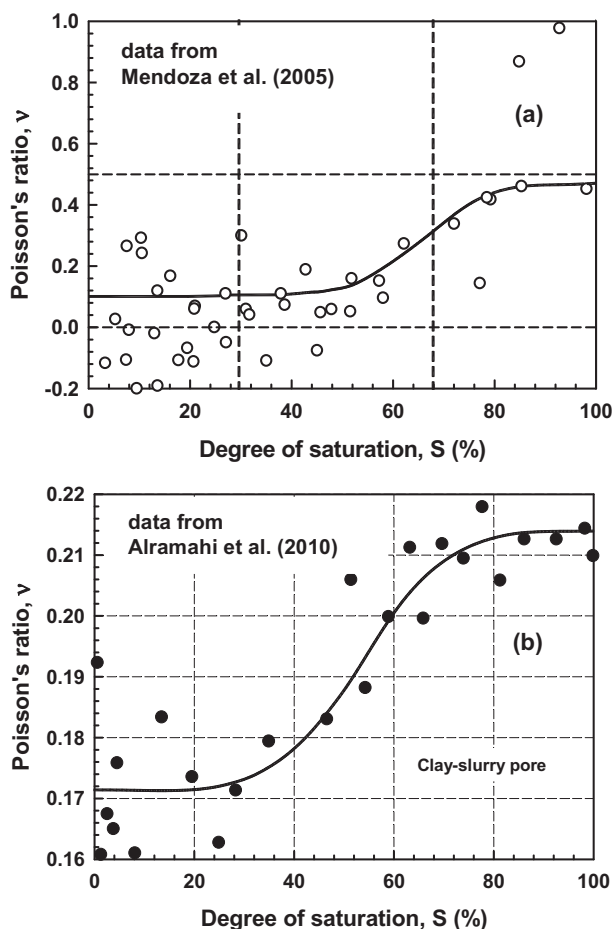 1.0
0.8
0.6
0.4
0.2
0.0
-0.2
Poisson's ratio, ν
data from
Mendoza et al. (2005)
(a)
0 20 40 60 80 100
Degree of saturation, S (%)
0.22
0.21
0.20
0.19
0.18
0.17
0.16
Poisson's ratio, ν
data from
Alramahi et al. (2010)
(b)
Clay-slurry pore
0 20 40 60 80 100
Degree of saturation, S (%)